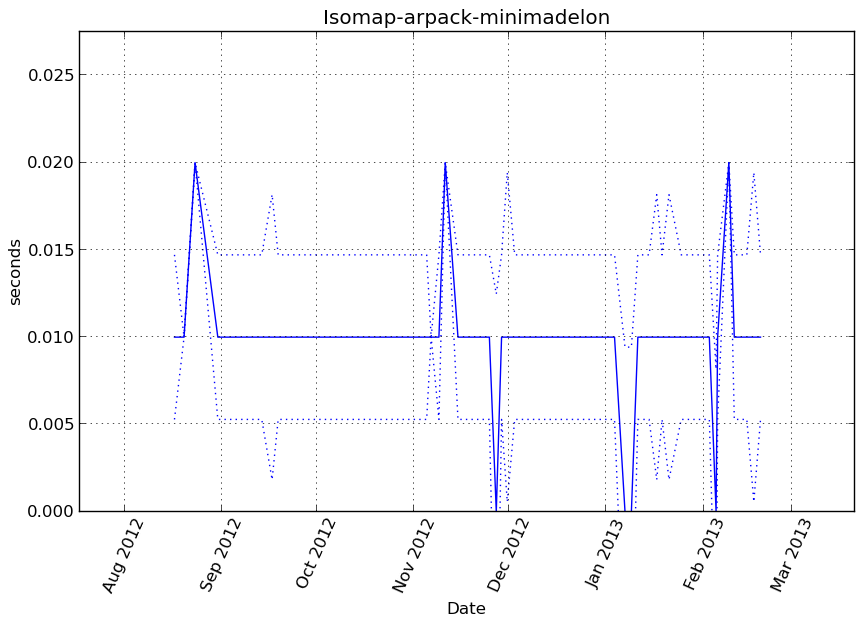 Isomap-arpack-minimadelon
0.025
0.020
0.015
0.010
0.005
0.000
seconds
Aug 2012
Sep 2012
Oct 2012
Nov 2012
Dec 2012
Jan 2013
Feb 2013
Mar 2013
Date